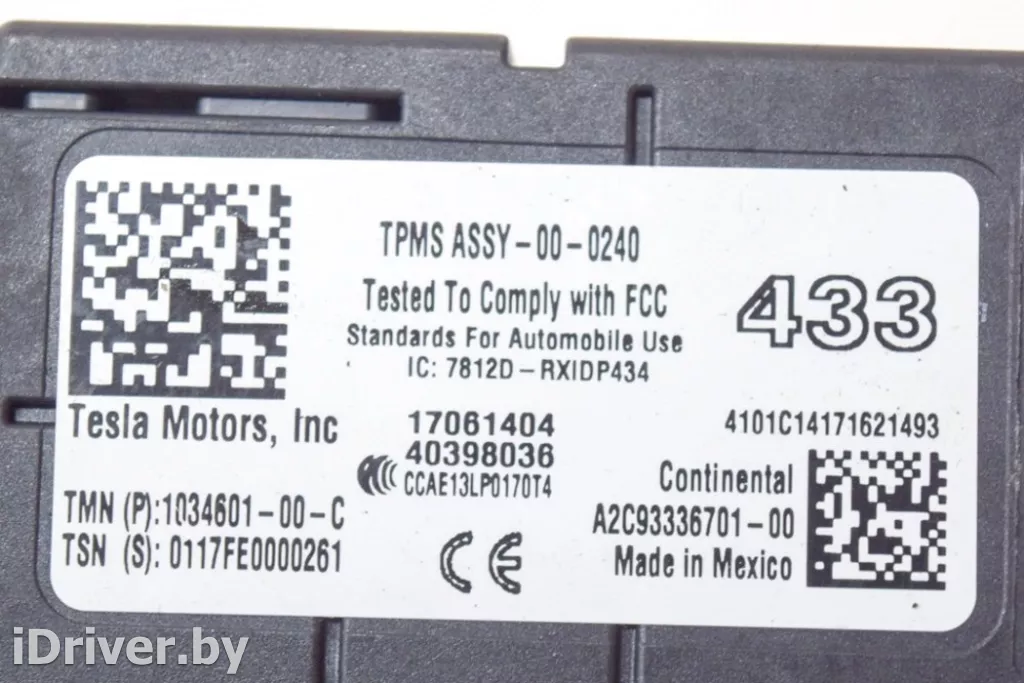 TPMS ASSY-00-0240
Tested To Comply with FCC
Standards For Automobile Use
IC: 7812D-RXIDP434
433
Tesla Motors, Inc
17061404
40398036
CCAE13LP0170T4
4101C14171621493
TMN (P):1034601-00-C
TSN (S): 0117FE0000261
CE
Continental
A2C93336701-00
Made in Mexico
iDriver.by